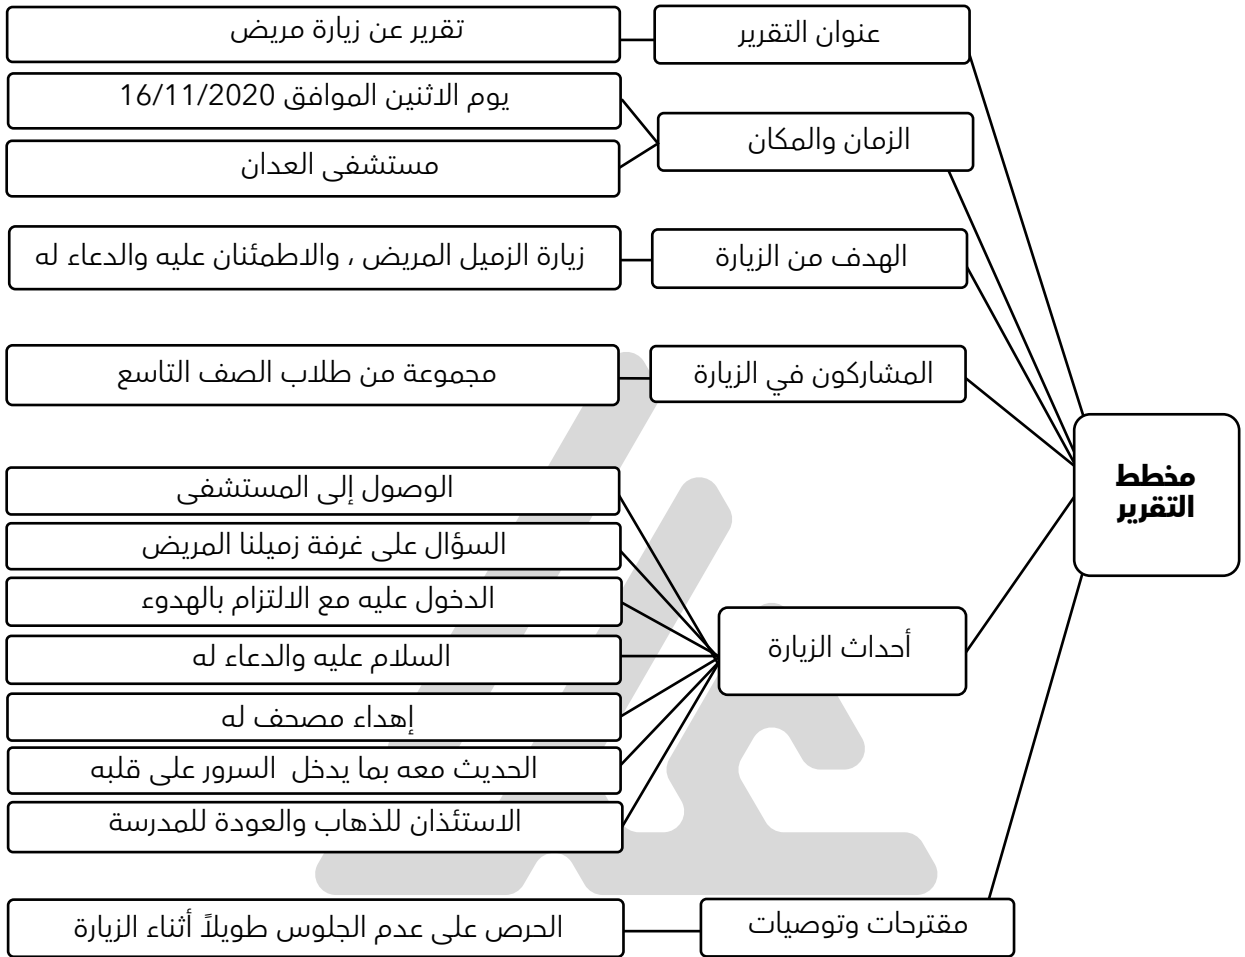 مخطط
التقرير
عنوان التقرير
تقرير عن زيارة مريض
الزمان والمكان
يوم الاثنين الموافق 16/11/2020
مستشفى العدان
الهدف من الزيارة
زيارة الزميل المريض ، والاطمئنان عليه والدعاء له
المشاركون في الزيارة
مجموعة من طلاب الصف التاسع
أحداث الزيارة
الوصول إلى المستشفى
السؤال على غرفة زميلنا المريض
الدخول عليه مع الالتزام بالهدوء
السلام عليه والدعاء له
إهداء مصحف له
الحديث معه بما يدخل السرور على قلبه
الاستئذان للذهاب والعودة للمدرسة
مقترحات وتوصيات
الحرص على عدم الجلوس طويلاً أثناء الزيارة